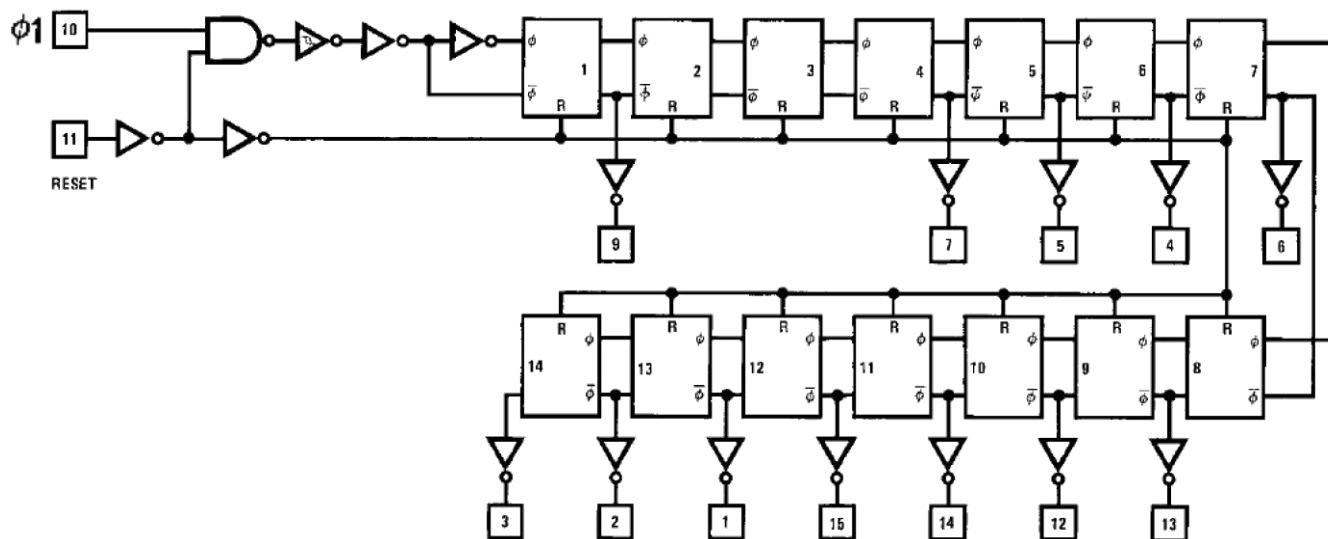 ϕ1 10
ϕ ϕ ϕ ϕ ϕ ϕ ϕ
1 2 3 4 5 6 7
ϕ̅ ϕ̅ ϕ̅ ϕ̅ ψ̅ ψ̅ ϕ̅
R R R R R R R
11
RESET
9 7 5 4 6
R R R R R R R
ϕ ϕ ϕ ϕ ϕ ϕ ϕ
14 13 12 11 10 9 8
ϕ̅ ϕ̅ ϕ̅ ϕ̅ ϕ̅ ϕ̅ ϕ̅
3 2 1 15 14 12 13